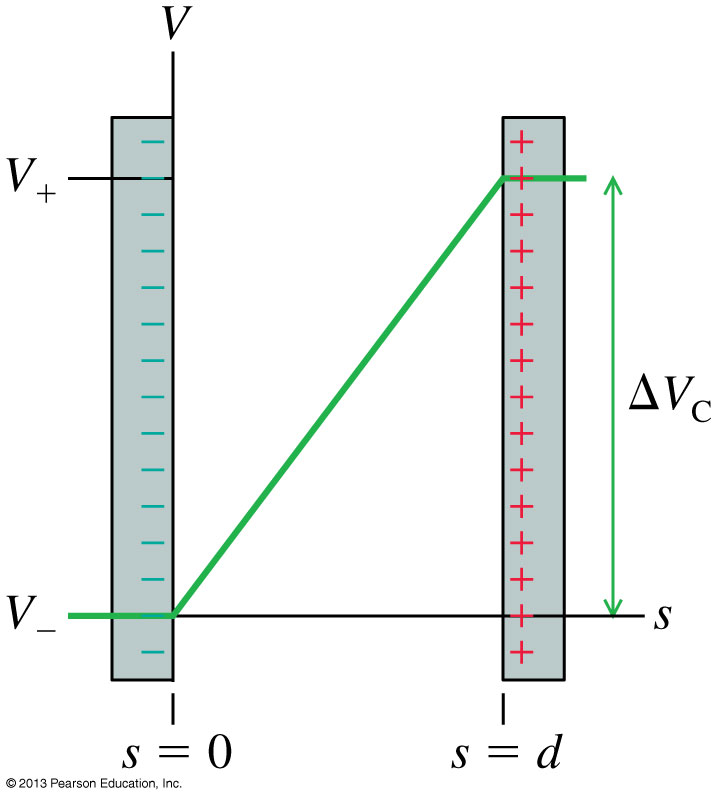 V
V+
ΔVC
V−
s
s = 0
s = d
© 2013 Pearson Education, Inc.